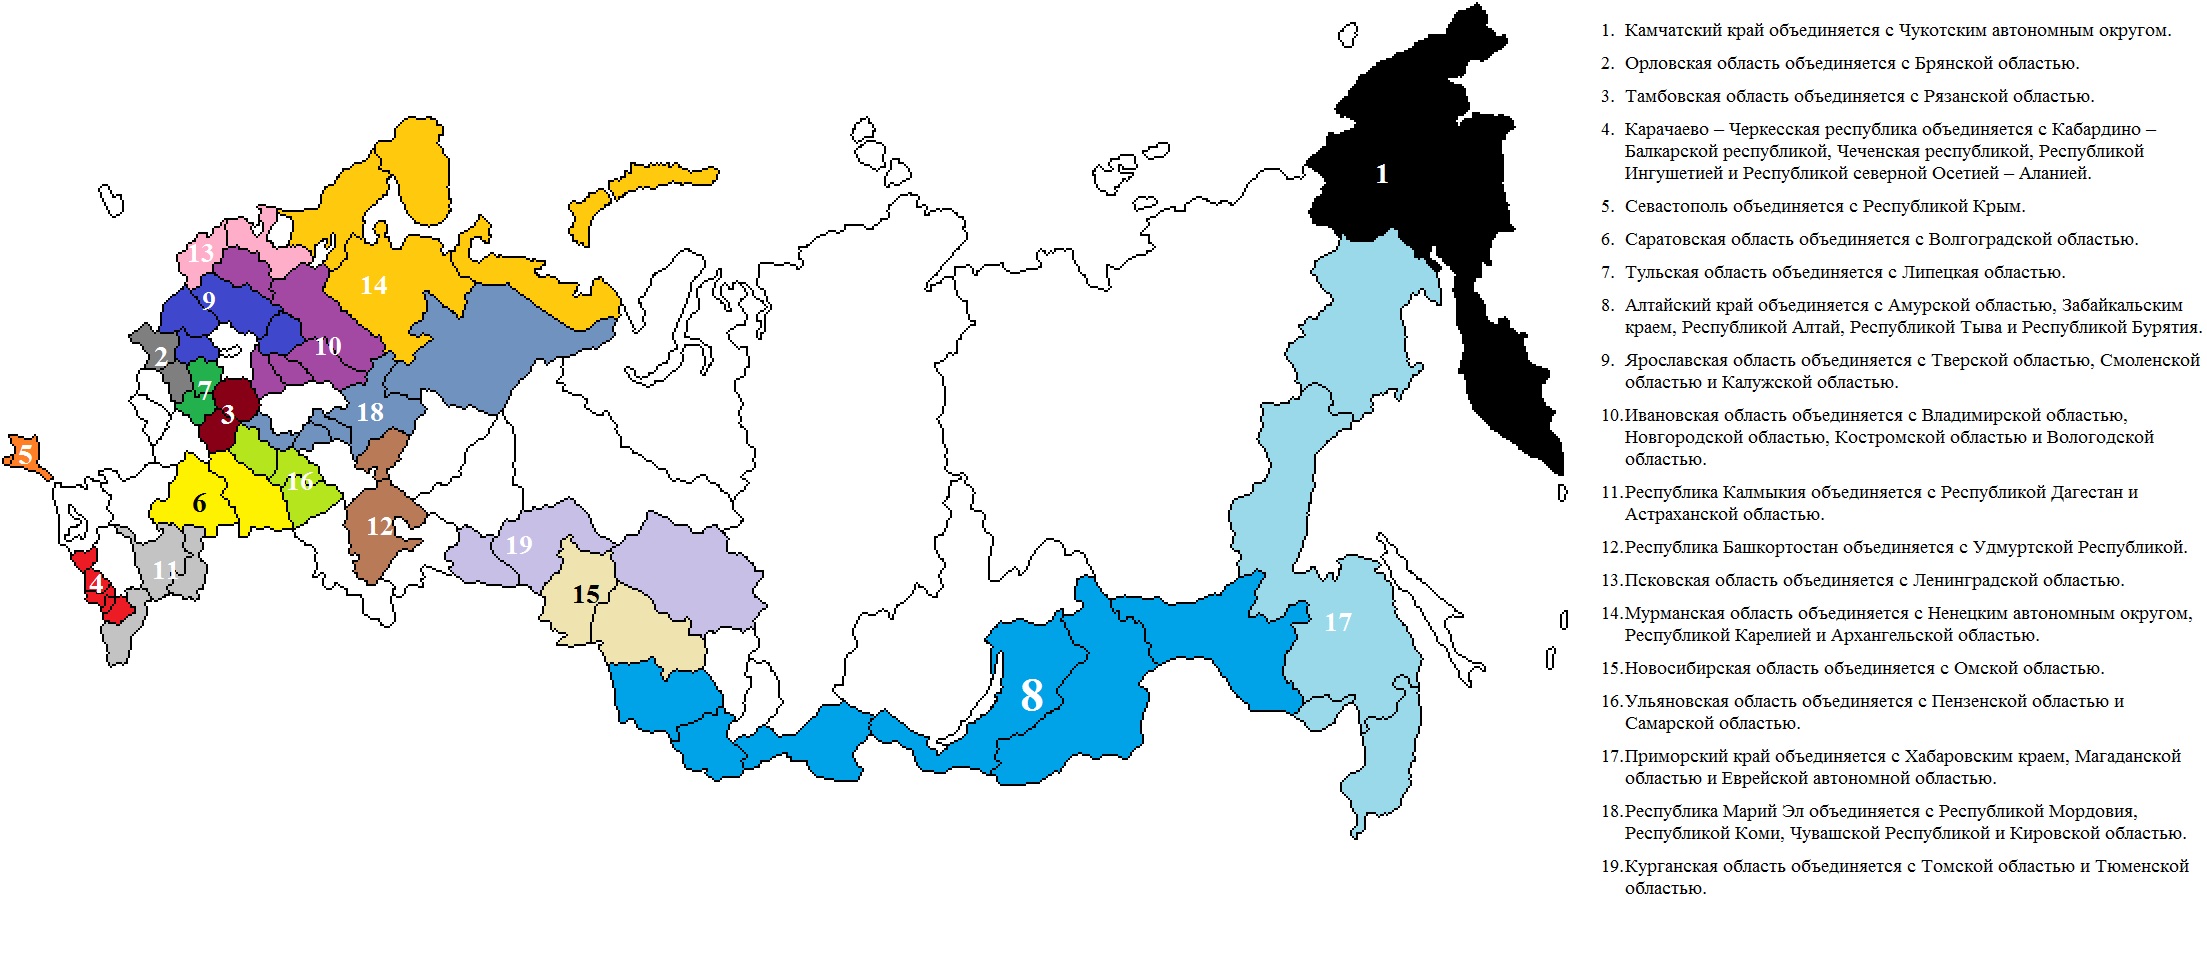 1. Камчатский край объединяется с Чукотским автономным округом.
2. Орловская область объединяется с Брянской областью.
3. Тамбовская область объединяется с Рязанской областью.
4. Карачаево – Черкесская республика объединяется с Кабардино –
Балкарской республикой, Чеченская республикой, Республикой
Ингушетией и Республикой северной Осетией – Аланией.
5. Севастополь объединяется с Республикой Крым.
6. Саратовская область объединяется с Волгоградской областью.
7. Тульская область объединяется с Липецкая областью.
8. Алтайский край объединяется с Амурской областью, Забайкальским
краем, Республикой Алтай, Республикой Тыва и Республикой Бурятия.
9. Ярославская область объединяется с Тверской областью, Смоленской
областью и Калужской областью.
10. Ивановская область объединяется с Владимирской областью,
Новгородской областью, Костромской областью и Вологодской
областью.
11. Республика Калмыкия объединяется с Республикой Дагестан и
Астраханской областью.
12. Республика Башкортостан объединяется с Удмуртской Республикой.
13. Псковская область объединяется с Ленинградской областью.
14. Мурманская область объединяется с Ненецким автономным округом,
Республикой Карелией и Архангельской областью.
15. Новосибирская область объединяется с Омской областью.
16. Ульяновская область объединяется с Пензенской областью и
Самарской областью.
17. Приморский край объединяется с Хабаровским краем, Магаданской
областью и Еврейской автономной областью.
18. Республика Марий Эл объединяется с Республикой Мордовия,
Республикой Коми, Чувашской Республикой и Кировской областью.
19. Курганская область объединяется с Томской областью и Тюменской
областью.
1
13
14
9
2
10
7
3
18
5
16
6
12
19
11
4
15
17
8